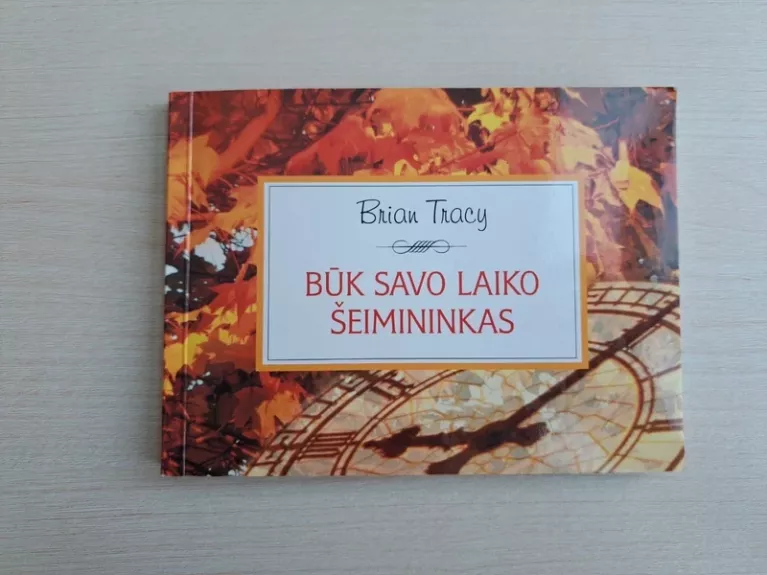 Brian Tracy
BŪK SAVO LAIKO
ŠEIMININKAS